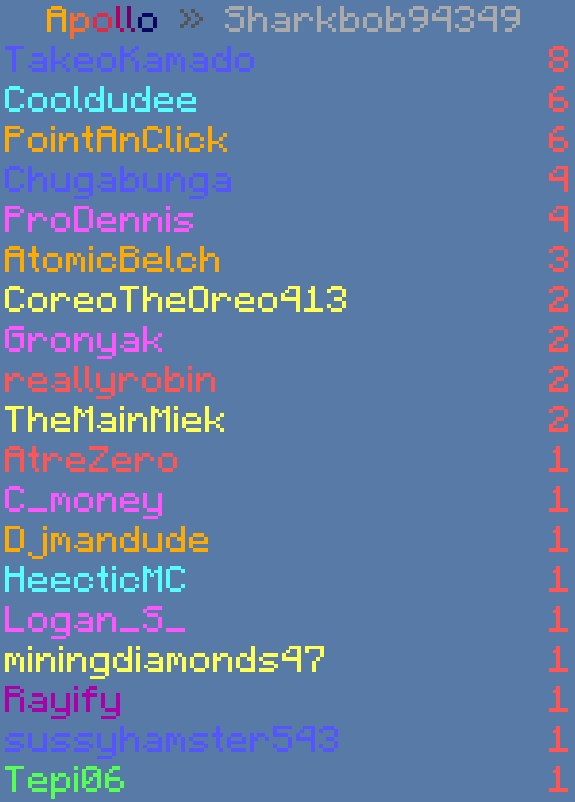 Apollo » Sharkbob94349
TakeoKamado 8
Cooldudee 6
PointAnClick 6
Chugabunga 4
ProDennis 4
AtomicBelch 3
CoreoTheOreo413 2
Gronyak 2
reallyrobin 2
TheMainMiek 2
AtreZero 1
C_money 1
Djmandude 1
HeecticMC 1
Logan_S_ 1
miningdiamonds47 1
Rayify 1
sussyhamster543 1
Tepi06 1